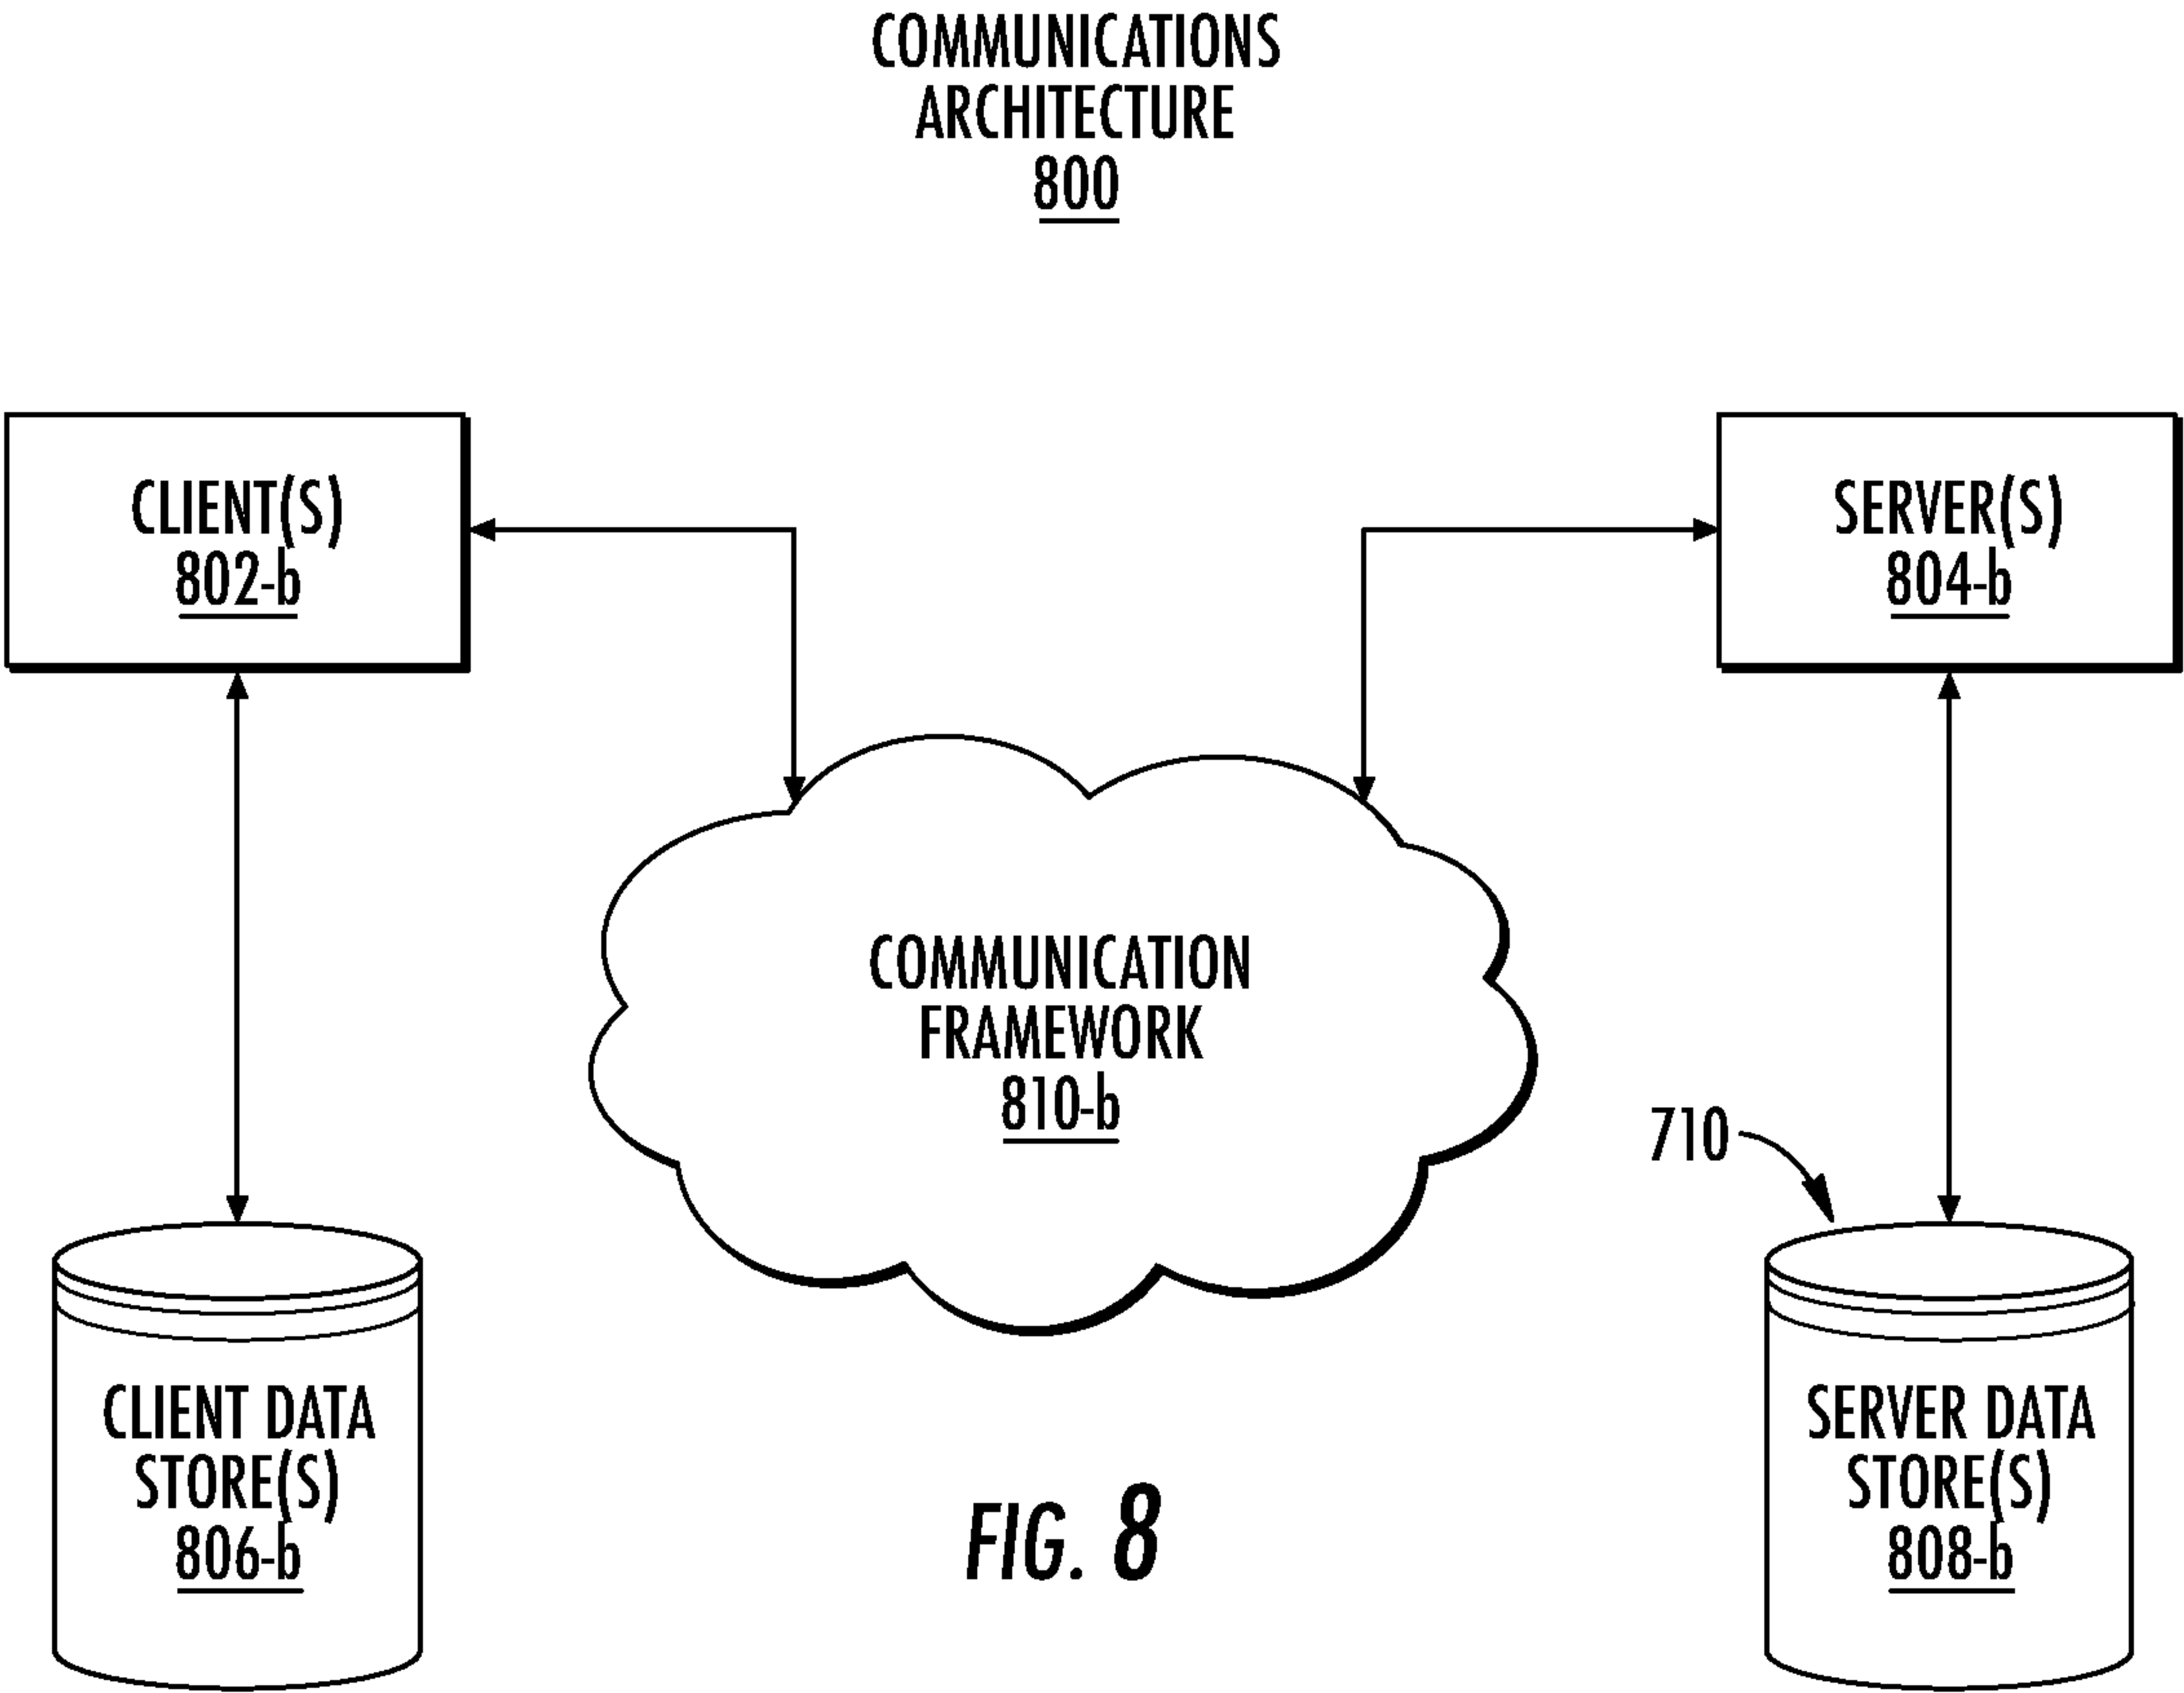 COMMUNICATIONS
ARCHITECTURE
800
CLIENT(S)
802-b
SERVER(S)
804-b
COMMUNICATION
FRAMEWORK
810-b
710
CLIENT DATA
STORE(S)
806-b
SERVER DATA
STORE(S)
808-b
FIG. 8